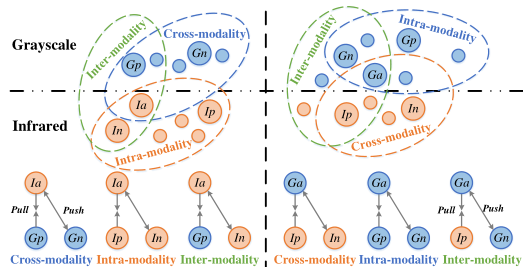 Grayscale
Infrared
Inter-modality
Cross-modality
Gp
Gn
Ia
In
Ip
Intra-modality
Inter-modality
Intra-modality
Gn
Gp
Ga
Ip
In
Cross-modality
Ia
Ia
Ia
Pull
Push
Gp
Gn
Ip
In
Gp
In
Cross-modality Intra-modality Inter-modality
Ga
Ga
Ga
Pull
Push
Ip
In
Gp
Gn
Ip
Gn
Cross-modality Intra-modality Inter-modality